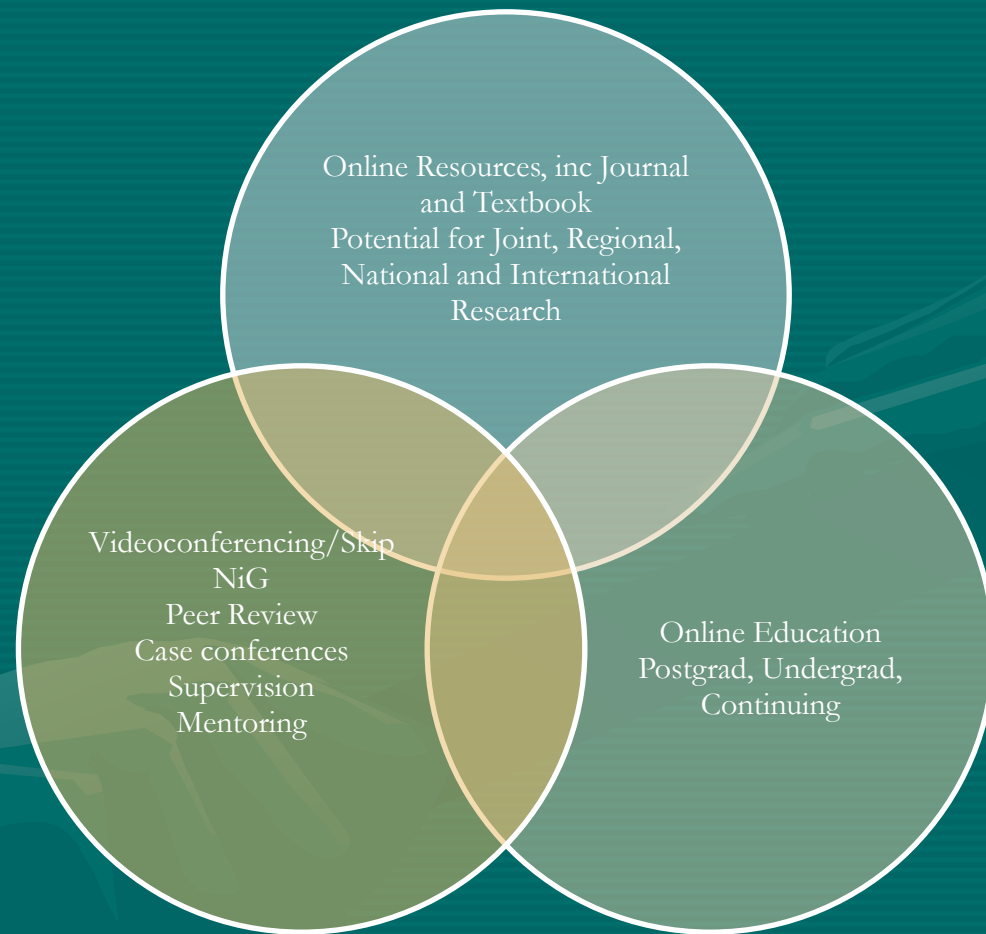 Online Resources, inc Journal
and Textbook
Potential for Joint, Regional,
National and International
Research
Videoconferencing/Skip
NiG
Peer Review
Case conferences
Supervision
Mentoring
Online Education
Postgrad, Undergrad,
Continuing